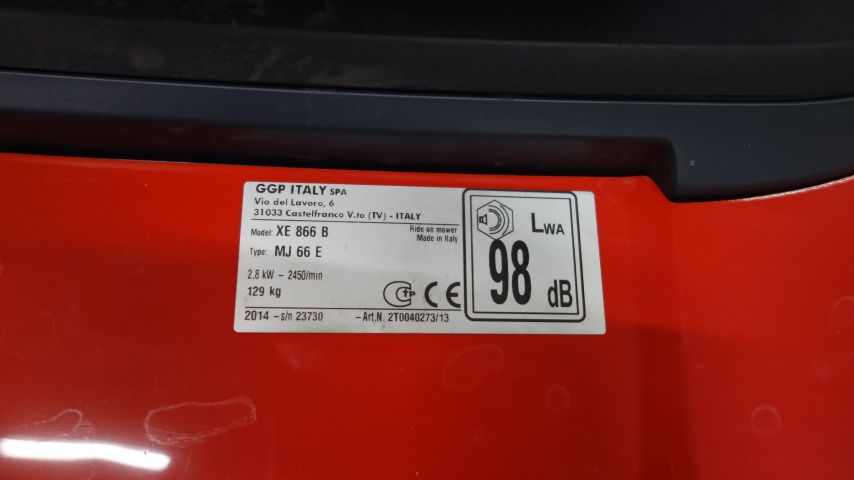 GGP ITALY SPA
Via del Lavoro, 6
31033 Castelfranco V.to (TV) - ITALY
Model: XE 866 B
Ride on mower
Made in Italy
Type: MJ 66 E
2,8 kW - 2450/min
129 kg
CE
2014 - s/n 23730 - Art.N. 2T0040273/13
LWA
98
dB